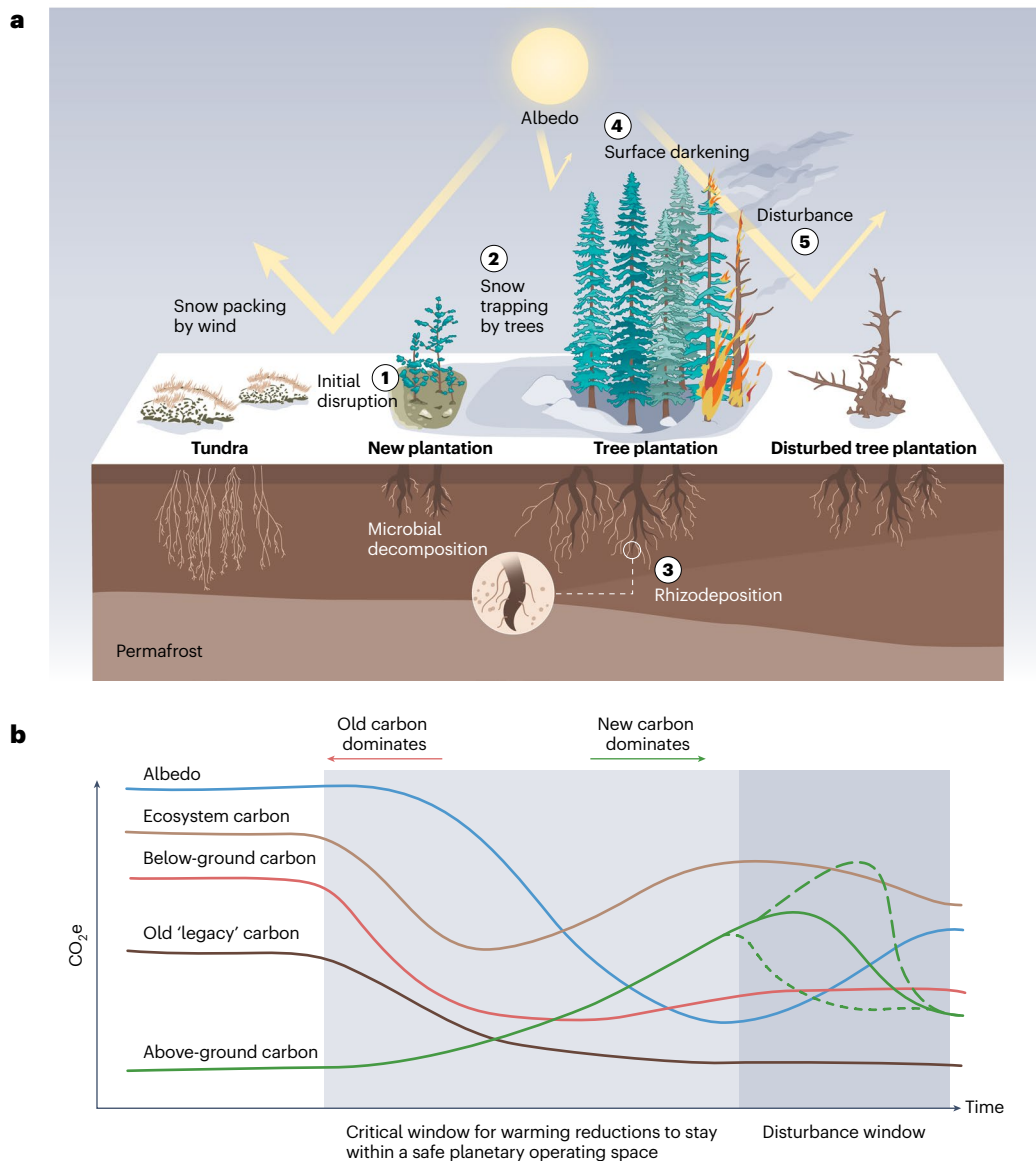 a
Albedo
4
Surface darkening
Disturbance
5
2
Snow
trapping
by trees
Snow packing
by wind
Initial
disruption
1
Tundra
New plantation
Tree plantation
Disturbed tree plantation
Microbial
decomposition
3
Rhizodeposition
Permafrost
b
Old carbon
dominates
New carbon
dominates
Albedo
Ecosystem carbon
Below-ground carbon
Old ‘legacy’ carbon
Above-ground carbon
CO₂e
Time
Critical window for warming reductions to stay
within a safe planetary operating space
Disturbance window